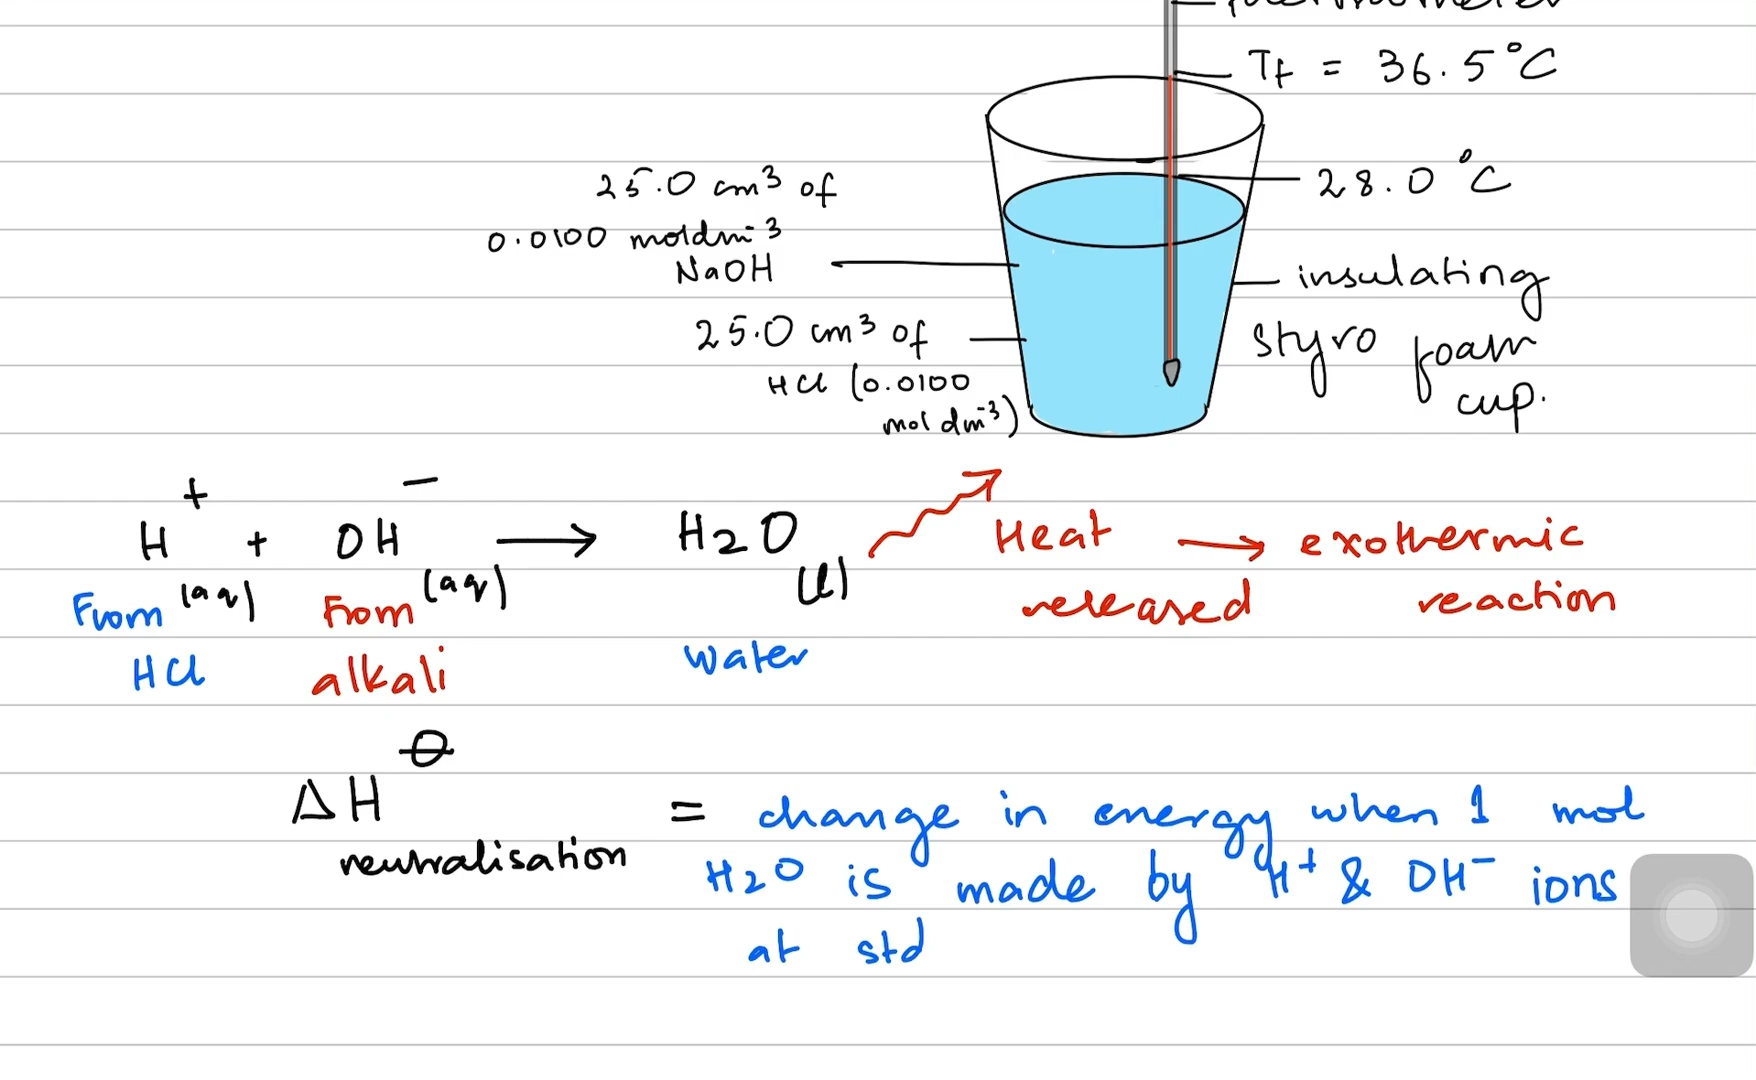 thermometer
Tf = 36.5°C
28.0°C
25.0 cm³ of
0.0100 moldm⁻³
NaOH
25.0 cm³ of
HCl (0.0100
mol dm⁻³)
insulating
styro foam
cup.
H⁺(aq) + OH⁻(aq) → H2O(l) Heat → exothermic
released reaction
From HCl
From alkali
water
ΔH⊖ neutralisation = change in energy when 1 mol
H2O is made by H⁺ & OH⁻ ions
at std